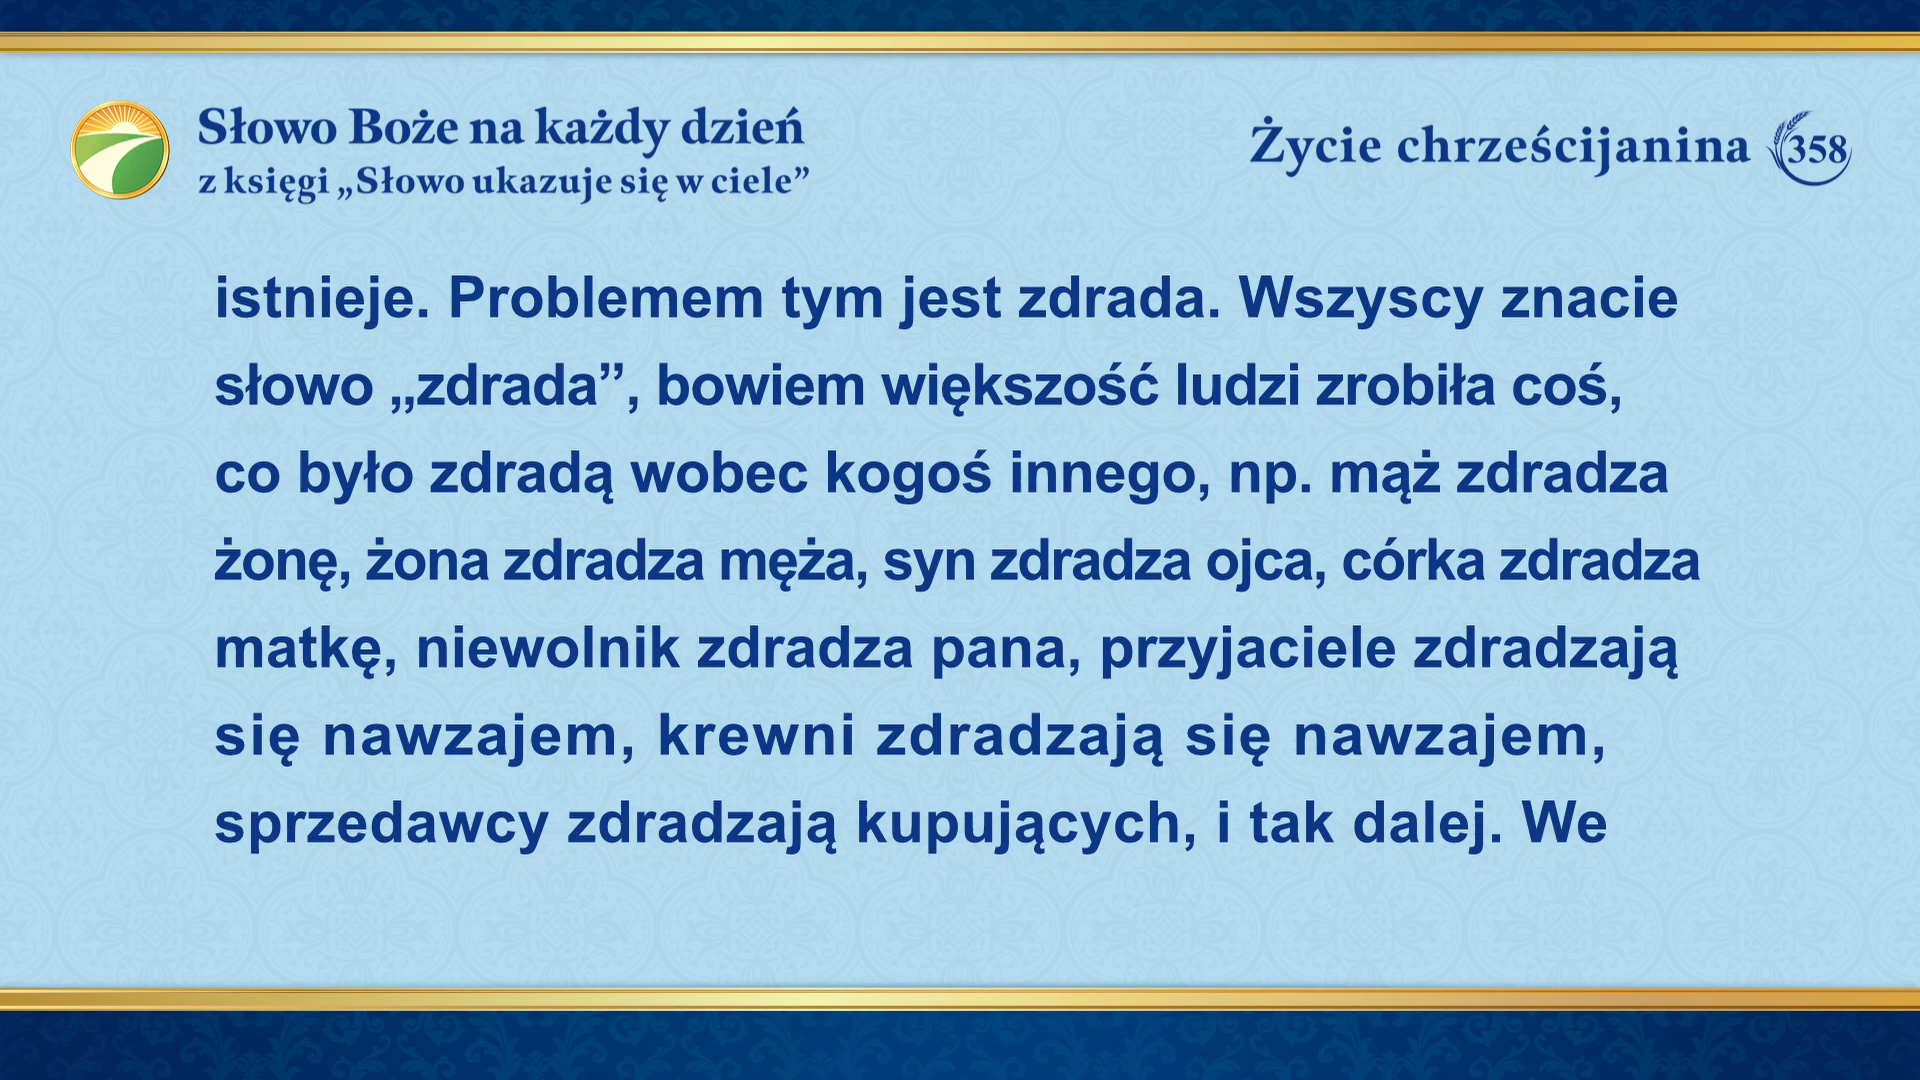 Słowo Boże na każdy dzień
z księgi „Słowo ukazuje się w ciele”
Życie chrześcijanina 358
istnieje. Problemem tym jest zdrada. Wszyscy znacie
słowo „zdrada”, bowiem większość ludzi zrobiła coś,
co było zdradą wobec kogoś innego, np. mąż zdradza
żonę, żona zdradza męża, syn zdradza ojca, córka zdradza
matkę, niewolnik zdradza pana, przyjaciele zdradzają
się nawzajem, krewni zdradzają się nawzajem,
sprzedawcy zdradzają kupujących, i tak dalej. We